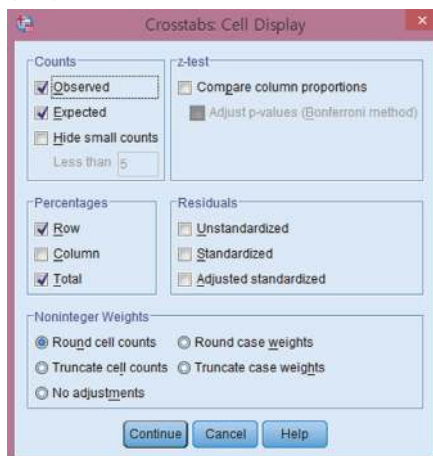 Crosstabs: Cell Display
Counts
Observed
Expected
Hide small counts
Less than 5
z-test
Compare column proportions
Adjust p-values (Bonferroni method)
Percentages
Row
Column
Total
Residuals
Unstandardized
Standardized
Adjusted standardized
Noninteger Weights
Round cell counts
Round case weights
Truncate cell counts
Truncate case weights
No adjustments
Continue
Cancel
Help